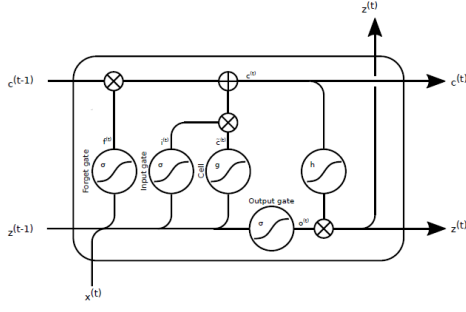 z(t)
c(t-1)
c(t)
c(t)
f(t)
i(t)
c̃(t)
Forget gate
σ
Input gate
σ
Cell
g
h
Output gate
z(t-1)
σ
o(t)
z(t)
x(t)